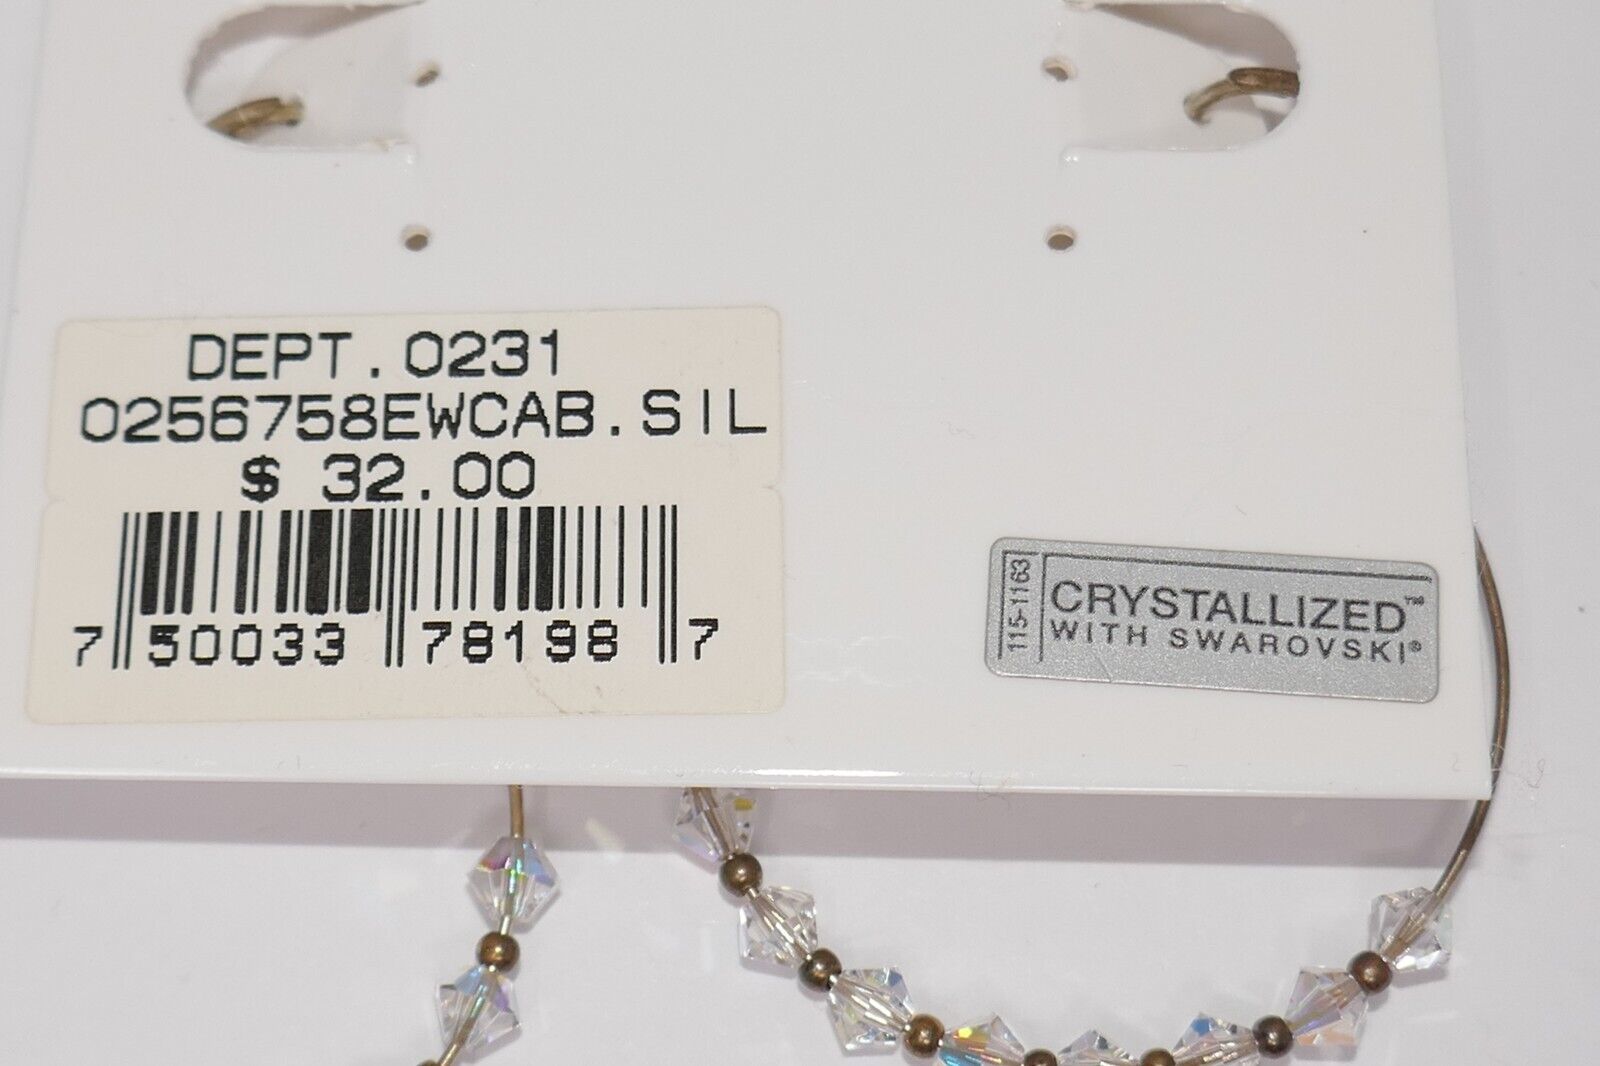 DEPT.0231
0256758EWCAB.SIL
$ 32.00
7 50033 78198 7
115-1163
CRYSTALLIZED™
WITH SWAROVSKI®